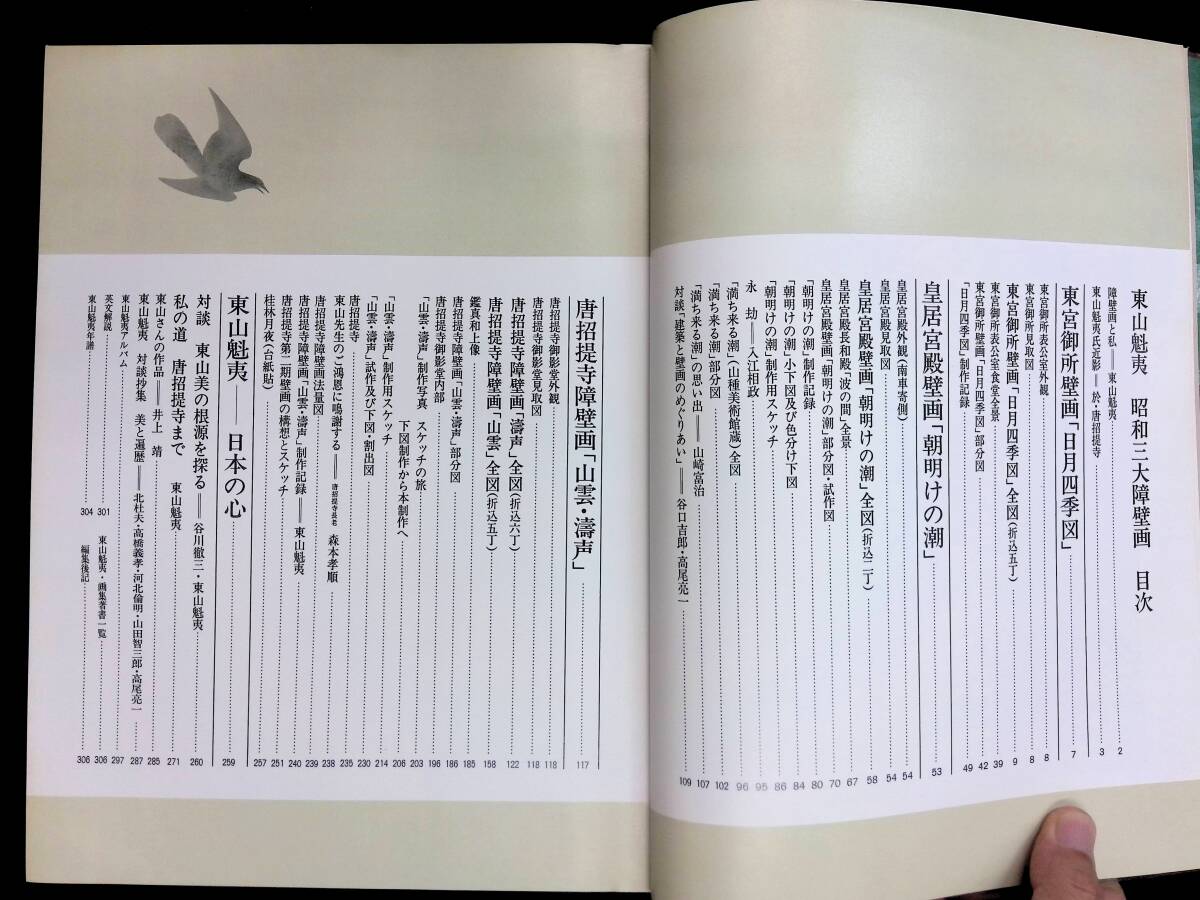 東山魁夷　昭和三大障壁画　目次
障壁画と私――東山魁夷……2
東山魁夷氏近影＝於・唐招提寺……3
東宮御所壁画「日月四季図」……7
東宮御所表公室外観……8
東宮御所見取図……8
東宮御所壁画「日月四季図」全図(折込五丁)……9
東宮御所表公室食堂全景……39
東宮御所壁画「日月四季図」部分図……42
「日月四季図」制作記録……49
皇居宮殿壁画「朝明けの潮」……53
皇居宮殿外観(南車寄側)……54
皇居宮殿見取図……54
皇居宮殿壁画「朝明けの潮」全図(折込二丁)……58
皇居宮殿長和殿「波の間」全景……67
皇居宮殿壁画「朝明けの潮」部分図・試作図……70
「朝明けの潮」制作記録……80
「朝明けの潮」小下図及び色分け下図……84
「朝明けの潮」制作用スケッチ……86
永　劫――入江相政……95
「満ち来る潮」(山種美術館蔵)全図……96
「満ち来る潮」部分図……102
「満ち来る潮」の思い出――山崎富治……107
対談「建築と壁画のめぐりあい」――谷口吉郎・高尾亮一……109
唐招提寺障壁画「山雲・濤声」……117
唐招提寺御影堂外観……118
唐招提寺御影堂見取図……118
唐招提寺障壁画「濤声」全図(折込六丁)……122
唐招提寺障壁画「山雲」全図(折込五丁)……158
鑑真和上像……185
唐招提寺障壁画「山雲・濤声」部分図……186
唐招提寺御影堂内部……196
「山雲・濤声」制作写真　スケッチの旅……203
下図制作から本制作へ……206
「山雲・濤声」制作用スケッチ……214
「山雲・濤声」試作及び下図・割出図……230
唐招提寺……235
東山先生のご鴻恩に鳴謝する＝唐招提寺長老　森本孝順……238
唐招提寺障壁画法量図……239
唐招提寺障壁画「山雲・濤声」制作記録――東山魁夷……240
唐招提寺第二期壁画の構想とスケッチ……251
桂林月夜(台紙貼)……257
東山魁夷――日本の心……259
対談　東山美の根源を探る――谷川徹三・東山魁夷……260
私の道　唐招提寺まで　東山魁夷……271
東山さんの作品――井上　靖……285
東山魁夷　対談抄集　美と遍歴――北杜夫・高橋義孝・河北倫明・山田智三郎・高尾亮一……287
東山魁夷アルバム……297
英文解説……301
東山魁夷・画集著書一覧……306
東山魁夷年譜……304
編集後記……306